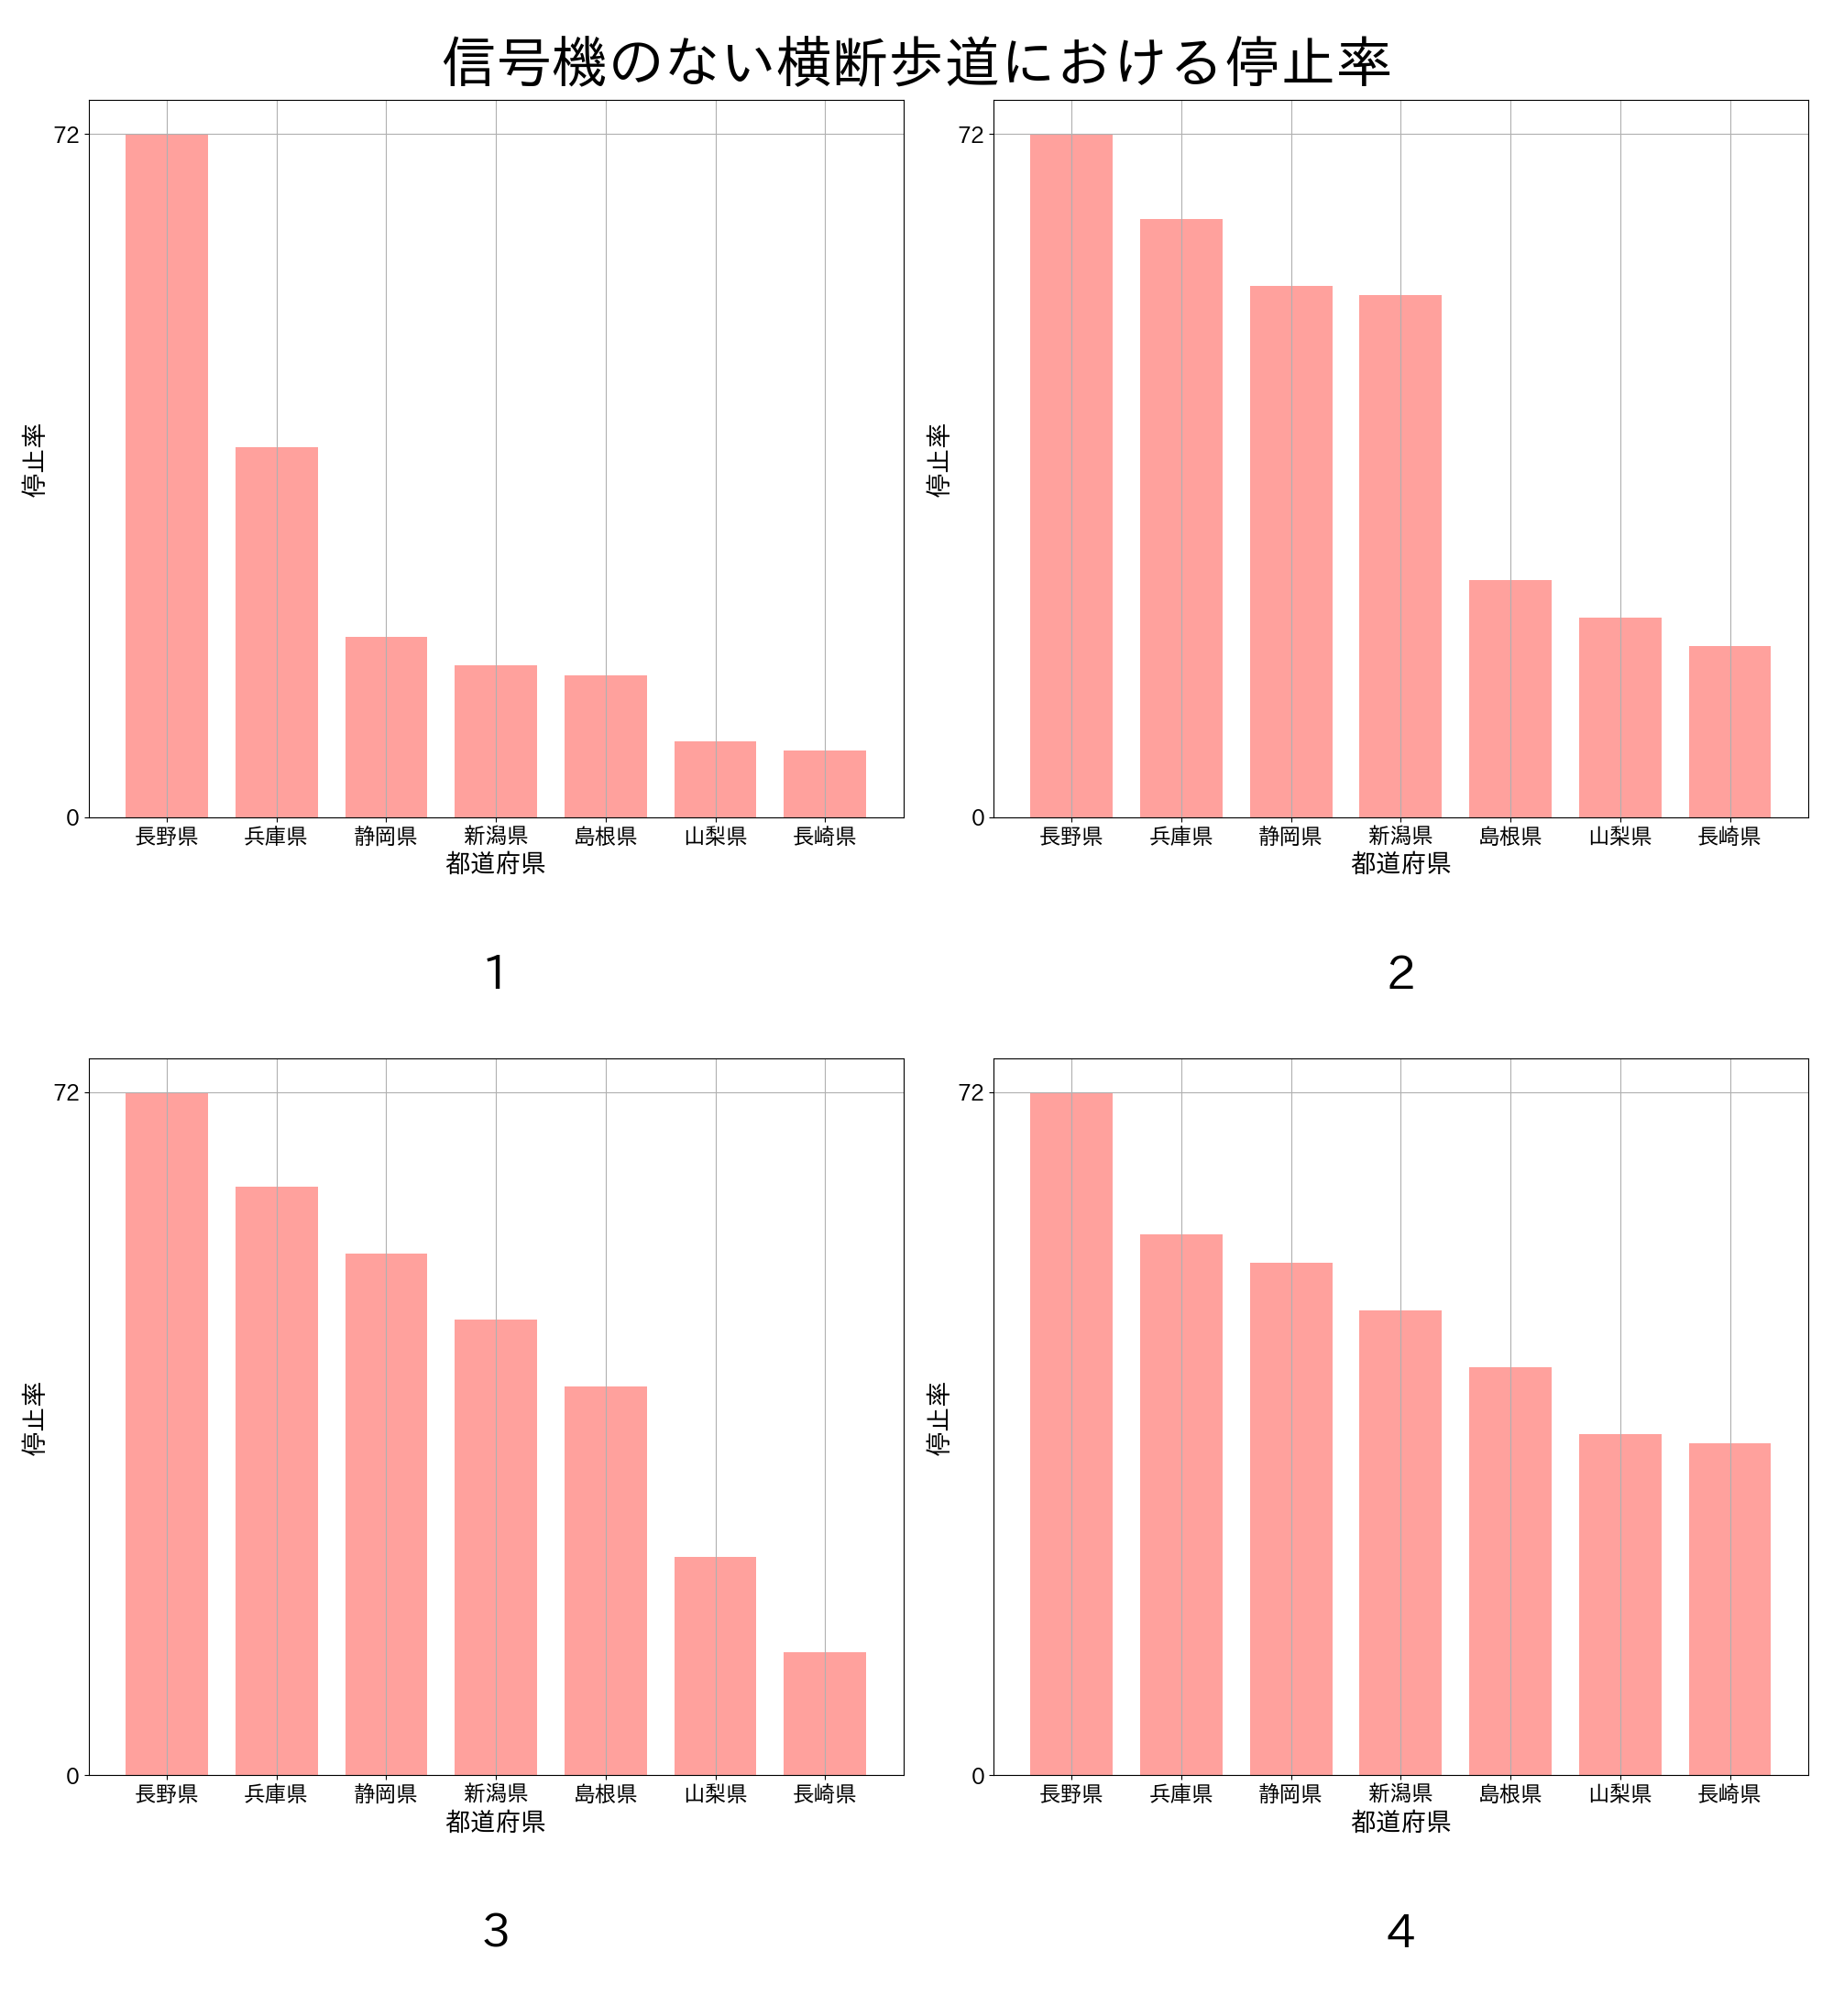 信号機のない横断歩道における停止率
72
0
停止率
長野県 兵庫県 静岡県 新潟県 島根県 山梨県 長崎県
都道府県
1
72
0
停止率
長野県 兵庫県 静岡県 新潟県 島根県 山梨県 長崎県
都道府県
2
72
0
停止率
長野県 兵庫県 静岡県 新潟県 島根県 山梨県 長崎県
都道府県
3
72
0
停止率
長野県 兵庫県 静岡県 新潟県 島根県 山梨県 長崎県
都道府県
4